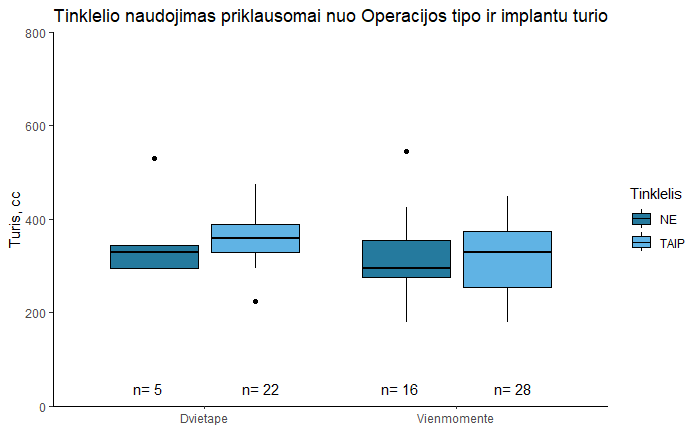 Tinklelio naudojimas priklausomai nuo Operacijos tipo ir implantu turio
800
600
400
200
0
Turis, cc
n= 5
n= 22
n= 16
n= 28
Dvietape
Vienmomente
Tinklelis
NE
TAIP